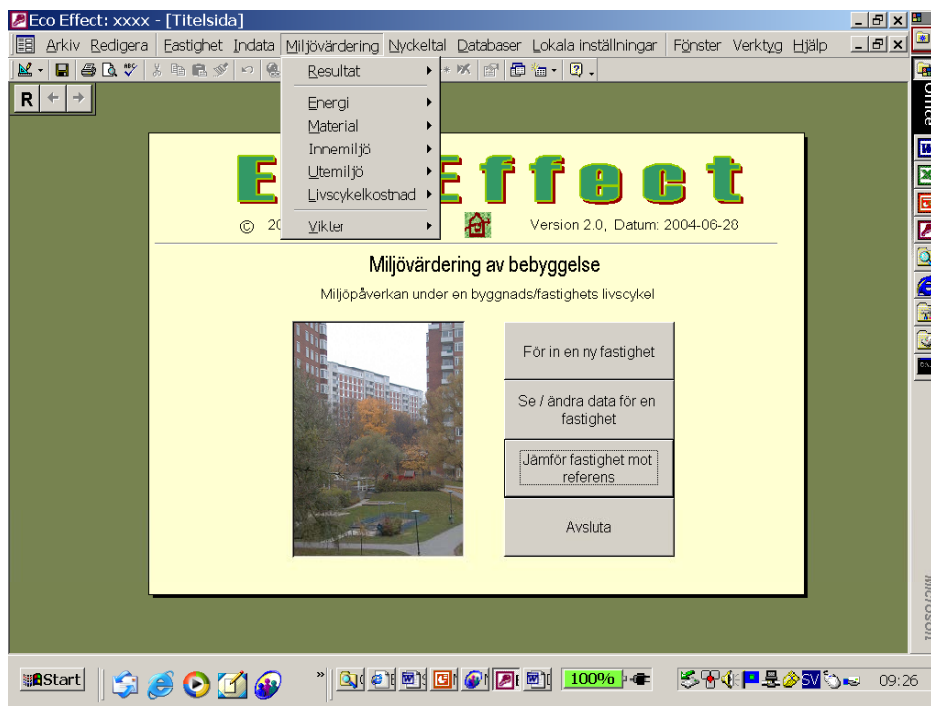 Eco Effect: xxxx - [Titelsida]
Arkiv Redigera Fastighet Indata Miljövärdering Nyckeltal Databaser Lokala inställningar Fönster Verktyg Hjälp
Resultat
Energi
Material
Innemiljö
Utemiljö
Livscykelkostnad
Vikter
R
E Effect
© 20 Version 2.0, Datum: 2004-06-28
Miljövärdering av bebyggelse
Miljöpåverkan under en byggnads/fastighets livscykel
För in en ny fastighet
Se / ändra data för en
fastighet
Jämför fastighet mot
referens
Avsluta
Office
Microsoft
Start 100% SV 09:26